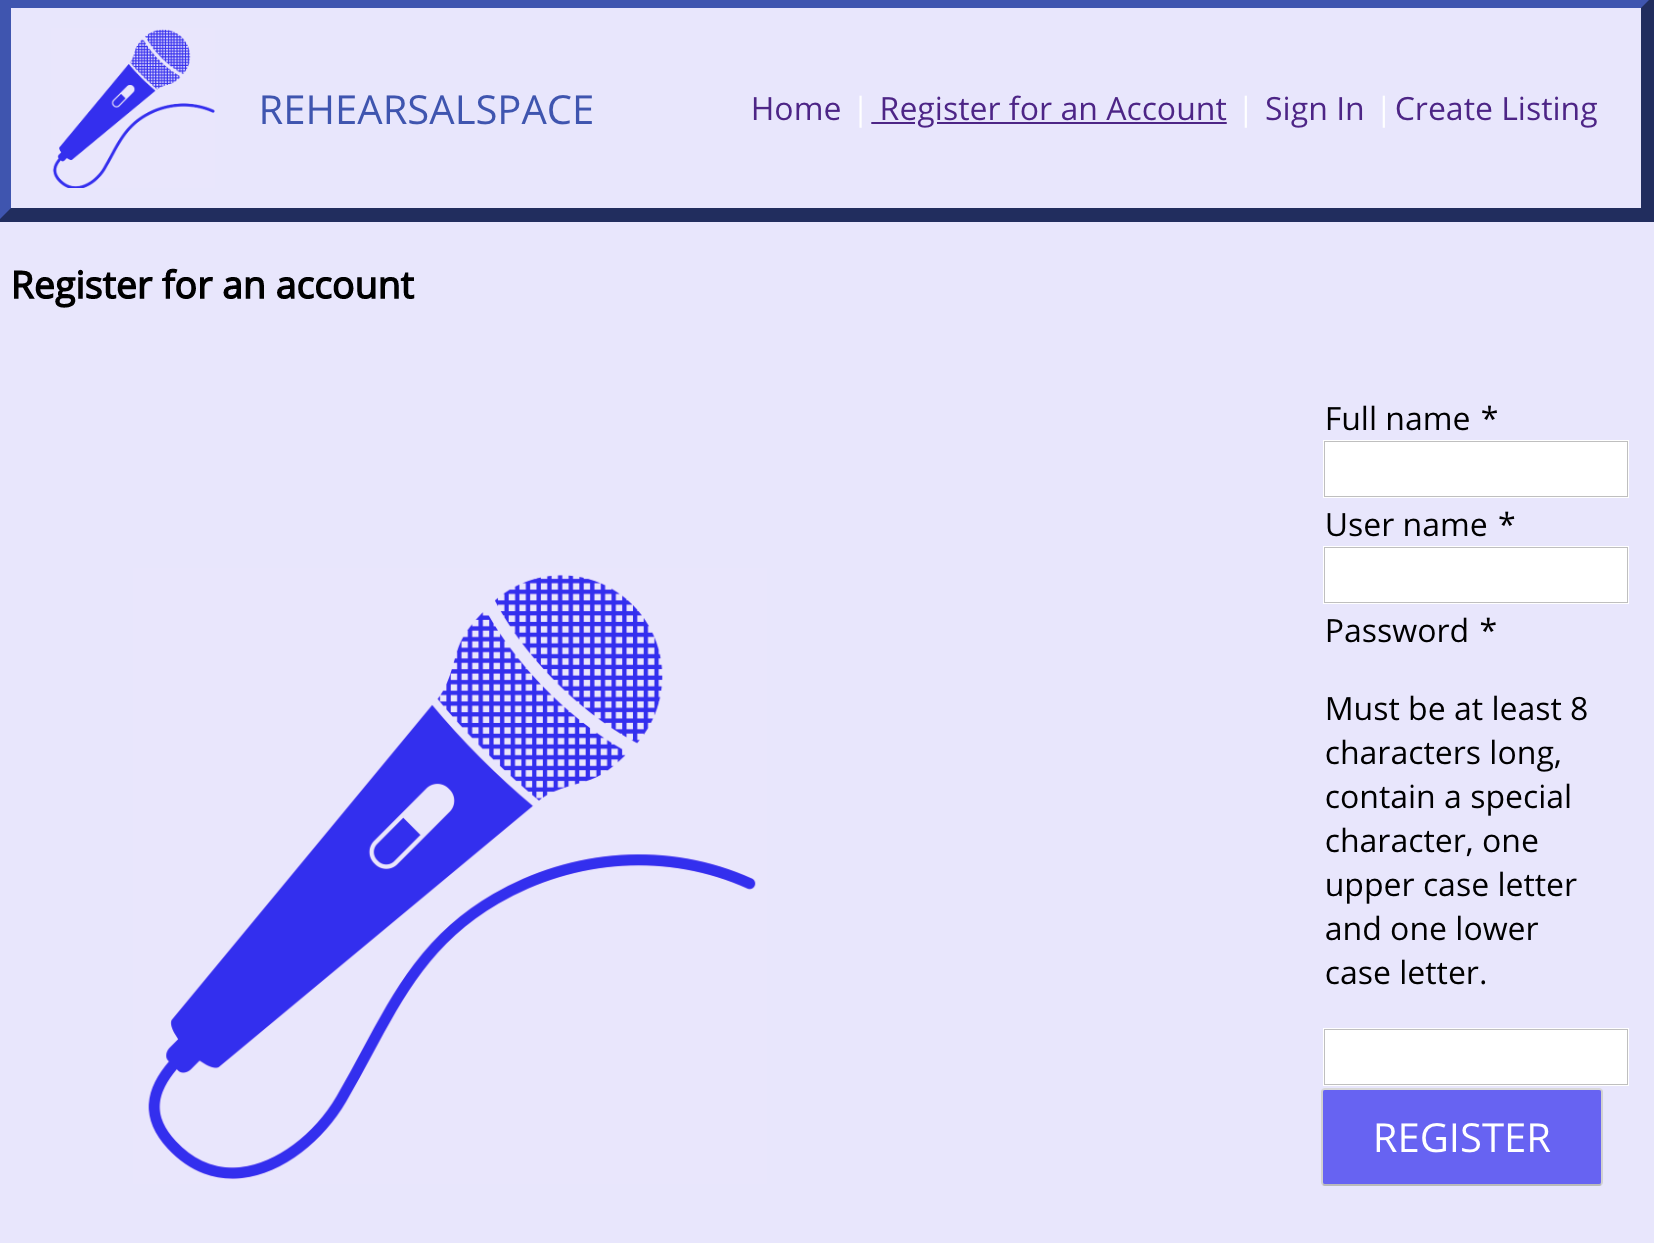 REHEARSALSPACE
Home | Register for an Account | Sign In | Create Listing
Register for an account
Full name *
User name *
Password *
Must be at least 8
characters long,
contain a special
character, one
upper case letter
and one lower
case letter.
REGISTER